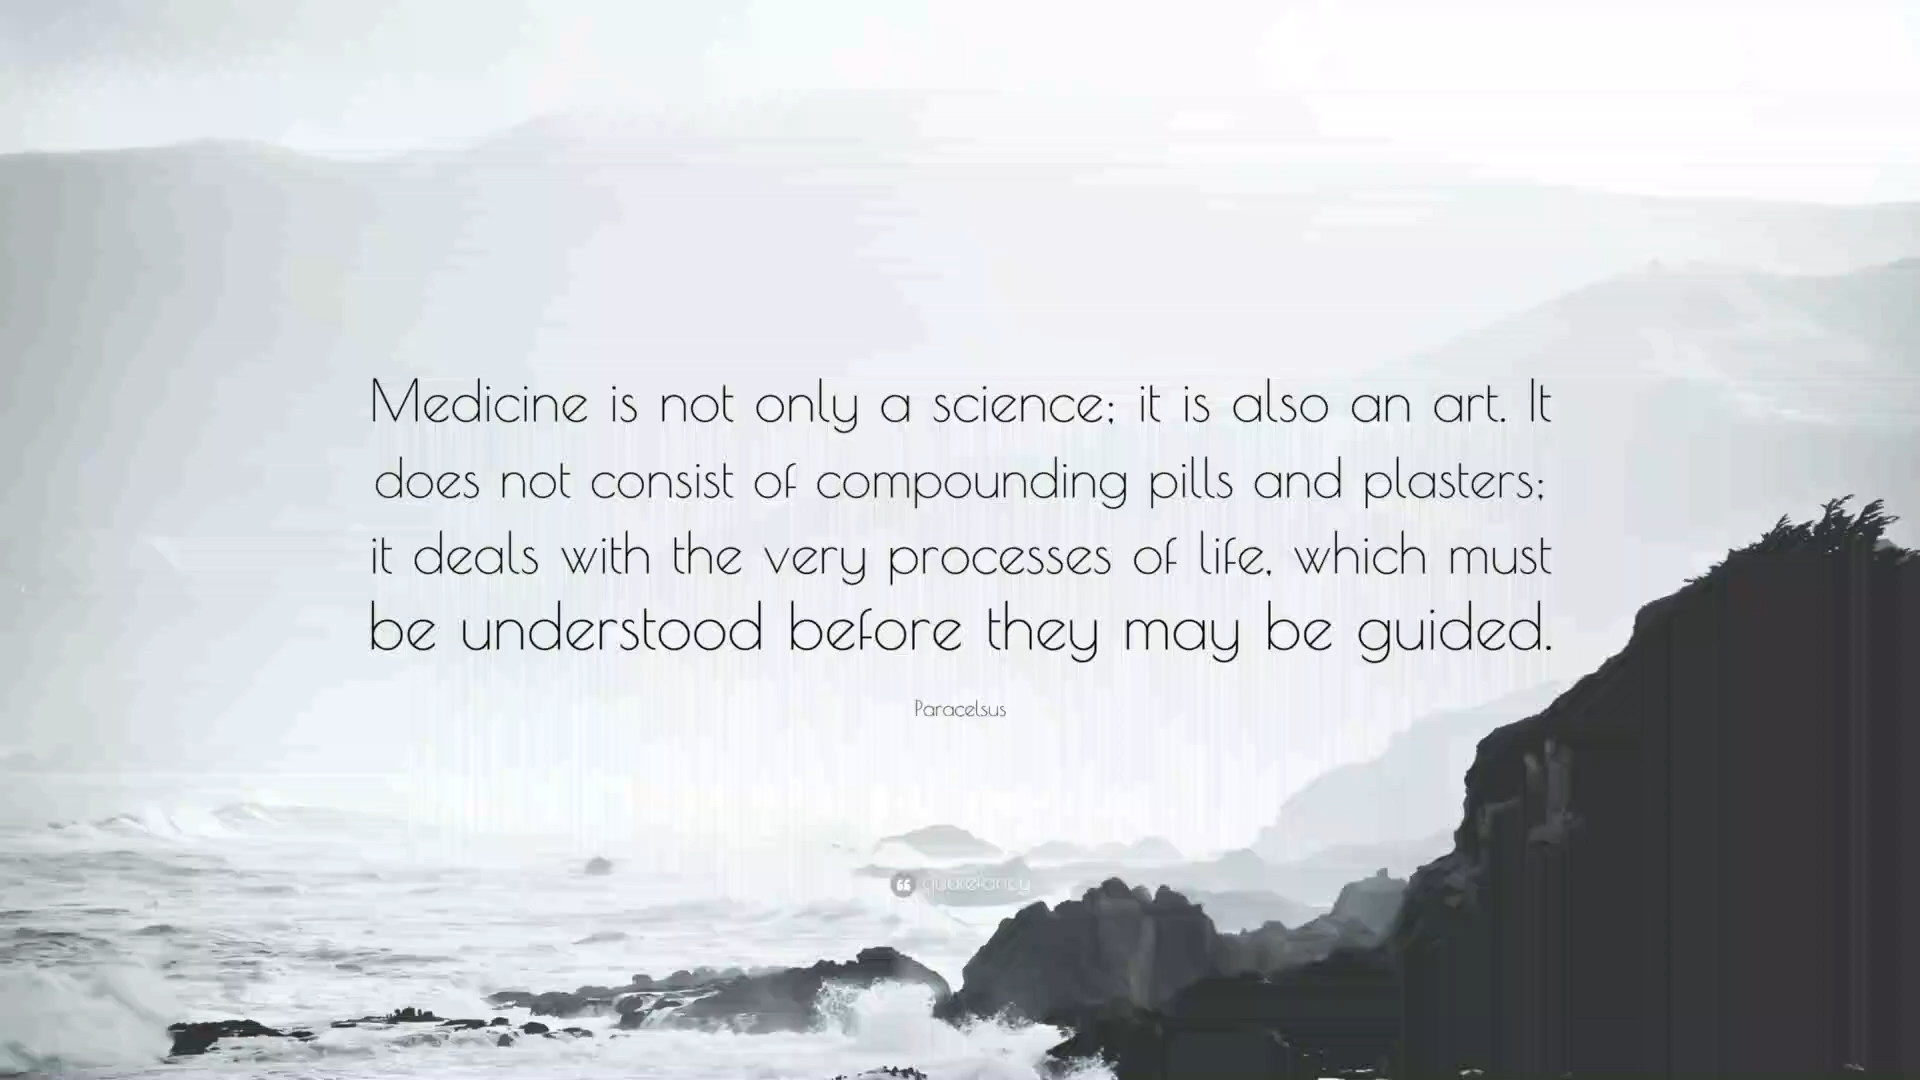 Medicine is not only a science; it is also an art. It
does not consist of compounding pills and plasters;
it deals with the very processes of life, which must
be understood before they may be guided.
Paracelsus
quotefancy